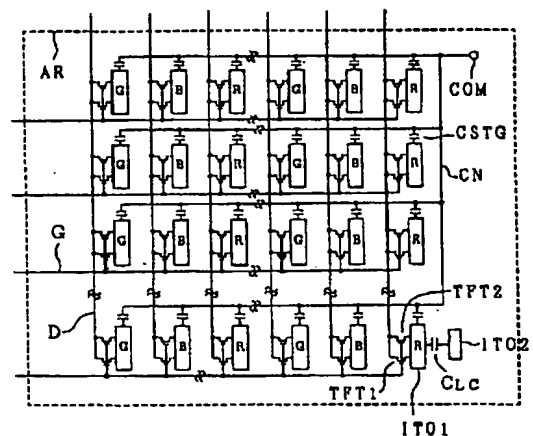 AR
COM
G B R G B R
CSTG
CN
G B R G B R
G
G B R G B R
TFT2
D
G B R G B R
ITO2
CLC
TFT1
ITO1